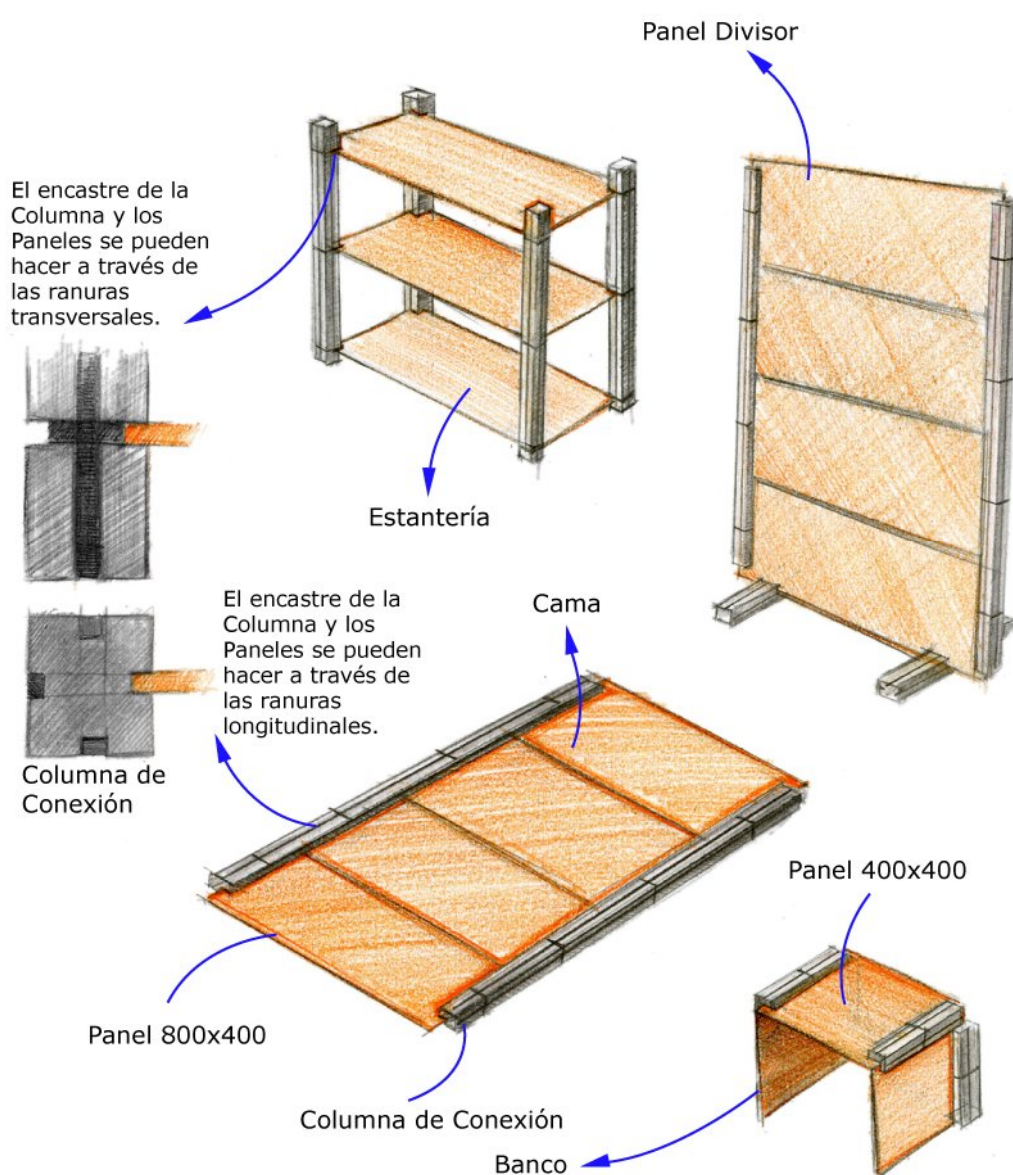 Panel Divisor
El encastre de la
Columna y los
Paneles se pueden
hacer a través de
las ranuras
transversales.
Estantería
El encastre de la
Columna y los
Paneles se pueden
hacer a través de
las ranuras
longitudinales.
Cama
Columna de
Conexión
Panel 400x400
Panel 800x400
Columna de Conexión
Banco